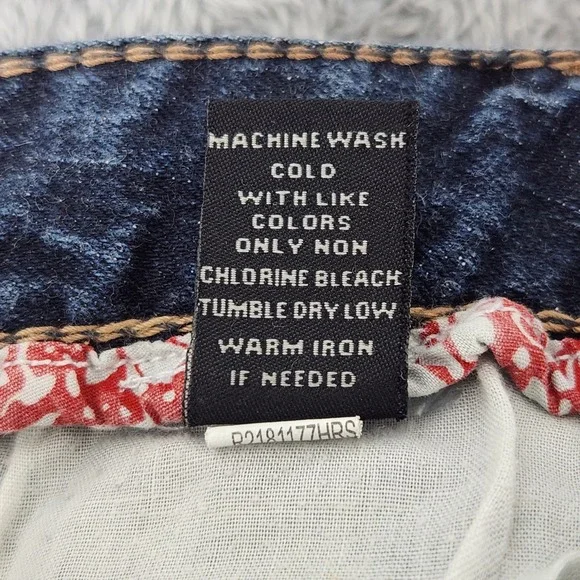 MACHINE WASH
COLD
WITH LIKE
COLORS
ONLY NON
CHLORINE BLEACH
TUMBLE DRY LOW
WARM IRON
IF NEEDED
P2181177HRS